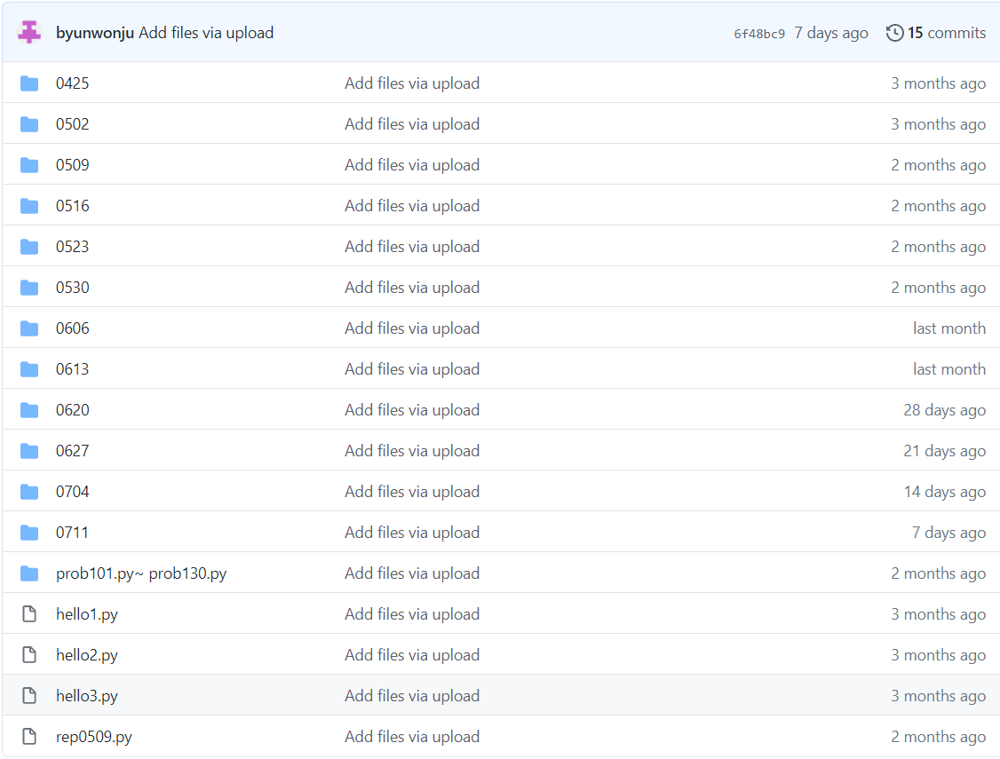 byunwonju Add files via upload 6f48bc9 7 days ago 15 commits
0425 Add files via upload 3 months ago
0502 Add files via upload 3 months ago
0509 Add files via upload 2 months ago
0516 Add files via upload 2 months ago
0523 Add files via upload 2 months ago
0530 Add files via upload 2 months ago
0606 Add files via upload last month
0613 Add files via upload last month
0620 Add files via upload 28 days ago
0627 Add files via upload 21 days ago
0704 Add files via upload 14 days ago
0711 Add files via upload 7 days ago
prob101.py~ prob130.py Add files via upload 2 months ago
hello1.py Add files via upload 3 months ago
hello2.py Add files via upload 3 months ago
hello3.py Add files via upload 3 months ago
rep0509.py Add files via upload 2 months ago